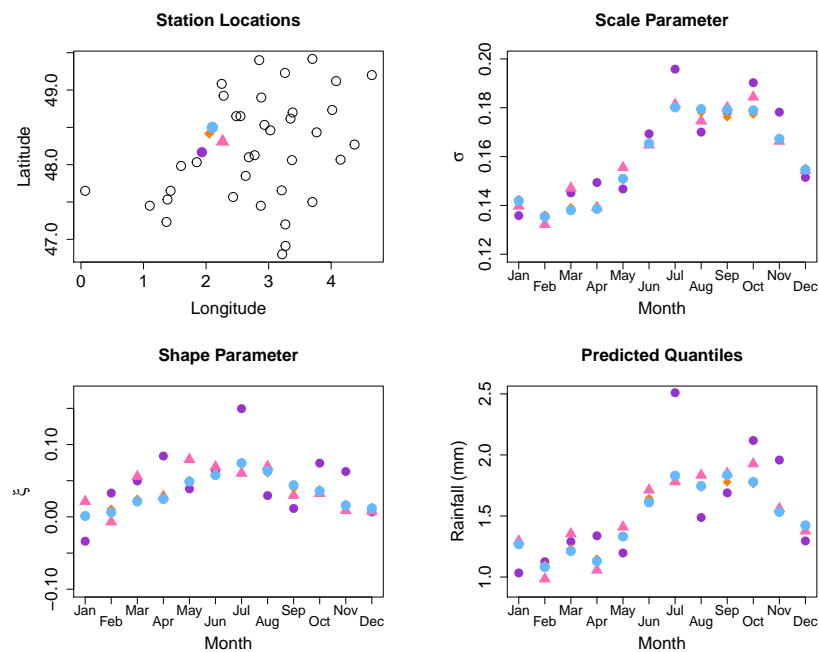 Station Locations
Latitude
49.0
48.0
47.0
0 1 2 3 4
Longitude
Scale Parameter
σ
0.20
0.18
0.16
0.14
0.12
Jan Mar May Jul Sep Nov
Feb Apr Jun Aug Oct Dec
Month
Shape Parameter
ξ
0.10
0.00
−0.10
Jan Mar May Jul Sep Nov
Feb Apr Jun Aug Oct Dec
Month
Predicted Quantiles
Rainfall (mm)
2.5
2.0
1.5
1.0
Jan Mar May Jul Sep Nov
Feb Apr Jun Aug Oct Dec
Month